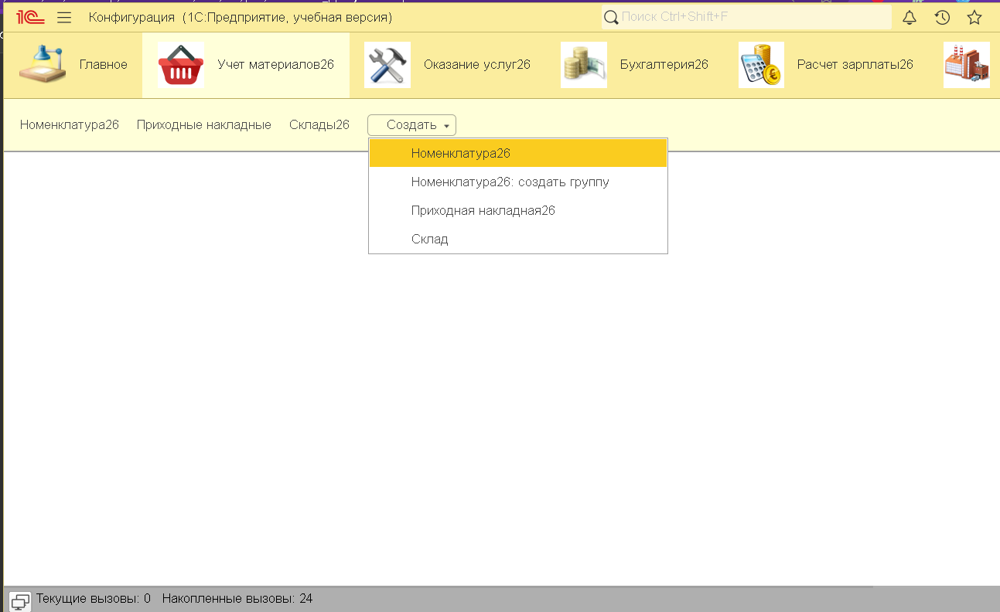 1С Конфигурация (1С:Предприятие, учебная версия) Поиск Ctrl+Shift+F
Главное Учет материалов26 Оказание услуг26 Бухгалтерия26 Расчет зарплаты26
Номенклатура26 Приходные накладные Склады26 Создать
Номенклатура26
Номенклатура26: создать группу
Приходная накладная26
Склад
Текущие вызовы: 0 Накопленные вызовы: 24